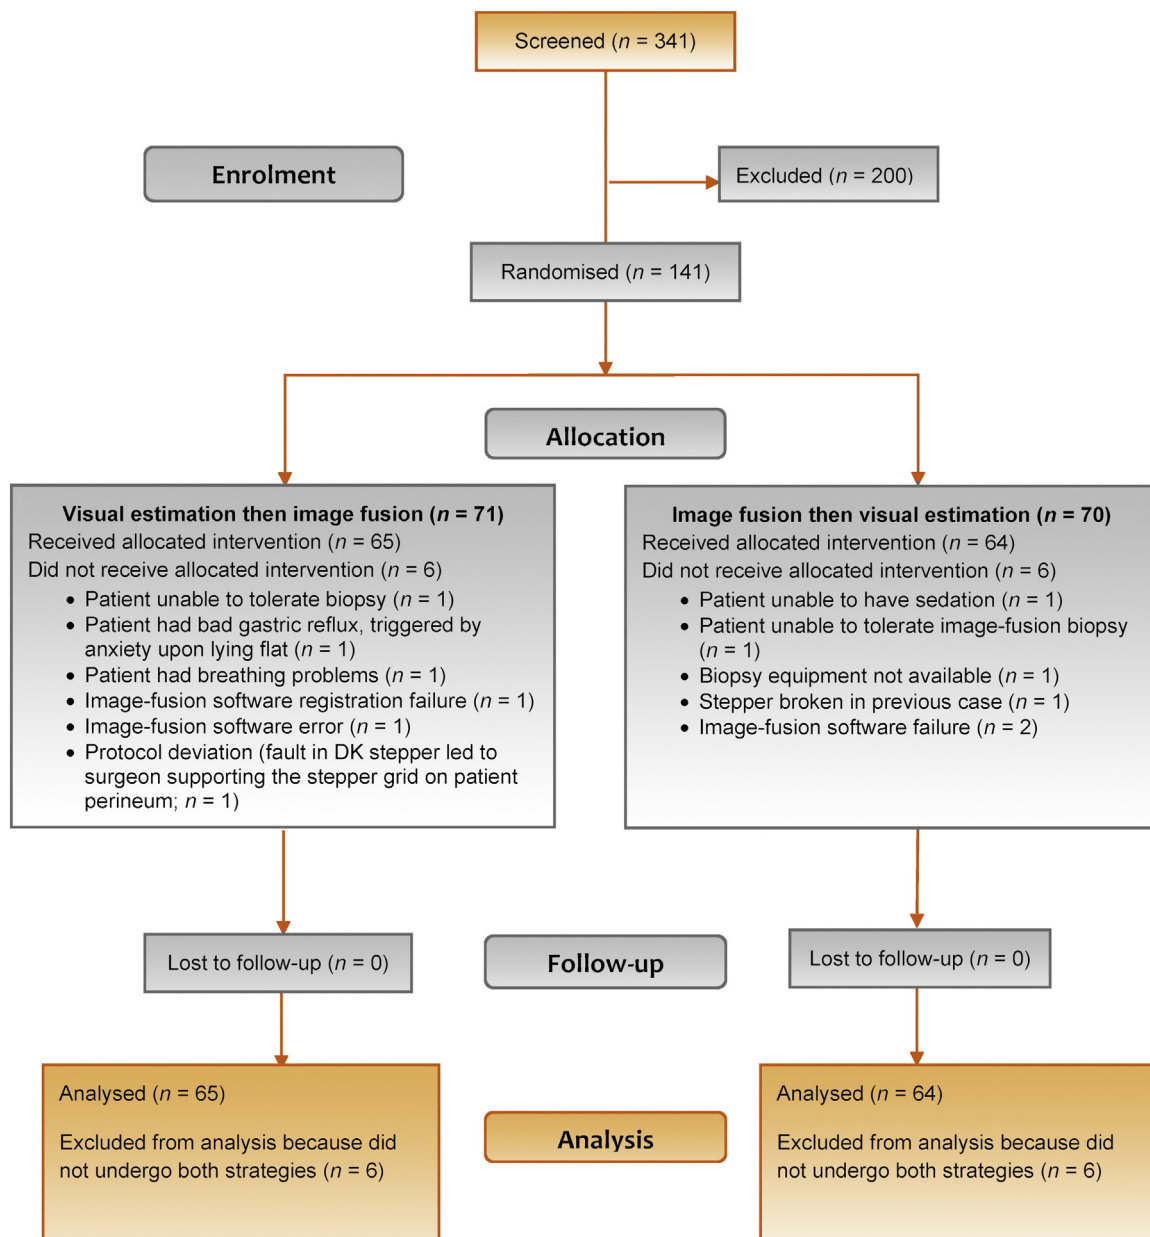 Screened (n = 341)
Enrolment
Excluded (n = 200)
Randomised (n = 141)
Allocation
Visual estimation then image fusion (n = 71)
Received allocated intervention (n = 65)
Did not receive allocated intervention (n = 6)
• Patient unable to tolerate biopsy (n = 1)
• Patient had bad gastric reflux, triggered by
anxiety upon lying flat (n = 1)
• Patient had breathing problems (n = 1)
• Image-fusion software registration failure (n = 1)
• Image-fusion software error (n = 1)
• Protocol deviation (fault in DK stepper led to
surgeon supporting the stepper grid on patient
perineum; n = 1)
Image fusion then visual estimation (n = 70)
Received allocated intervention (n = 64)
Did not receive allocated intervention (n = 6)
• Patient unable to have sedation (n = 1)
• Patient unable to tolerate image-fusion biopsy
(n = 1)
• Biopsy equipment not available (n = 1)
• Stepper broken in previous case (n = 1)
• Image-fusion software failure (n = 2)
Lost to follow-up (n = 0)
Follow-up
Lost to follow-up (n = 0)
Analysed (n = 65)
Excluded from analysis because did
not undergo both strategies (n = 6)
Analysis
Analysed (n = 64)
Excluded from analysis because did
not undergo both strategies (n = 6)